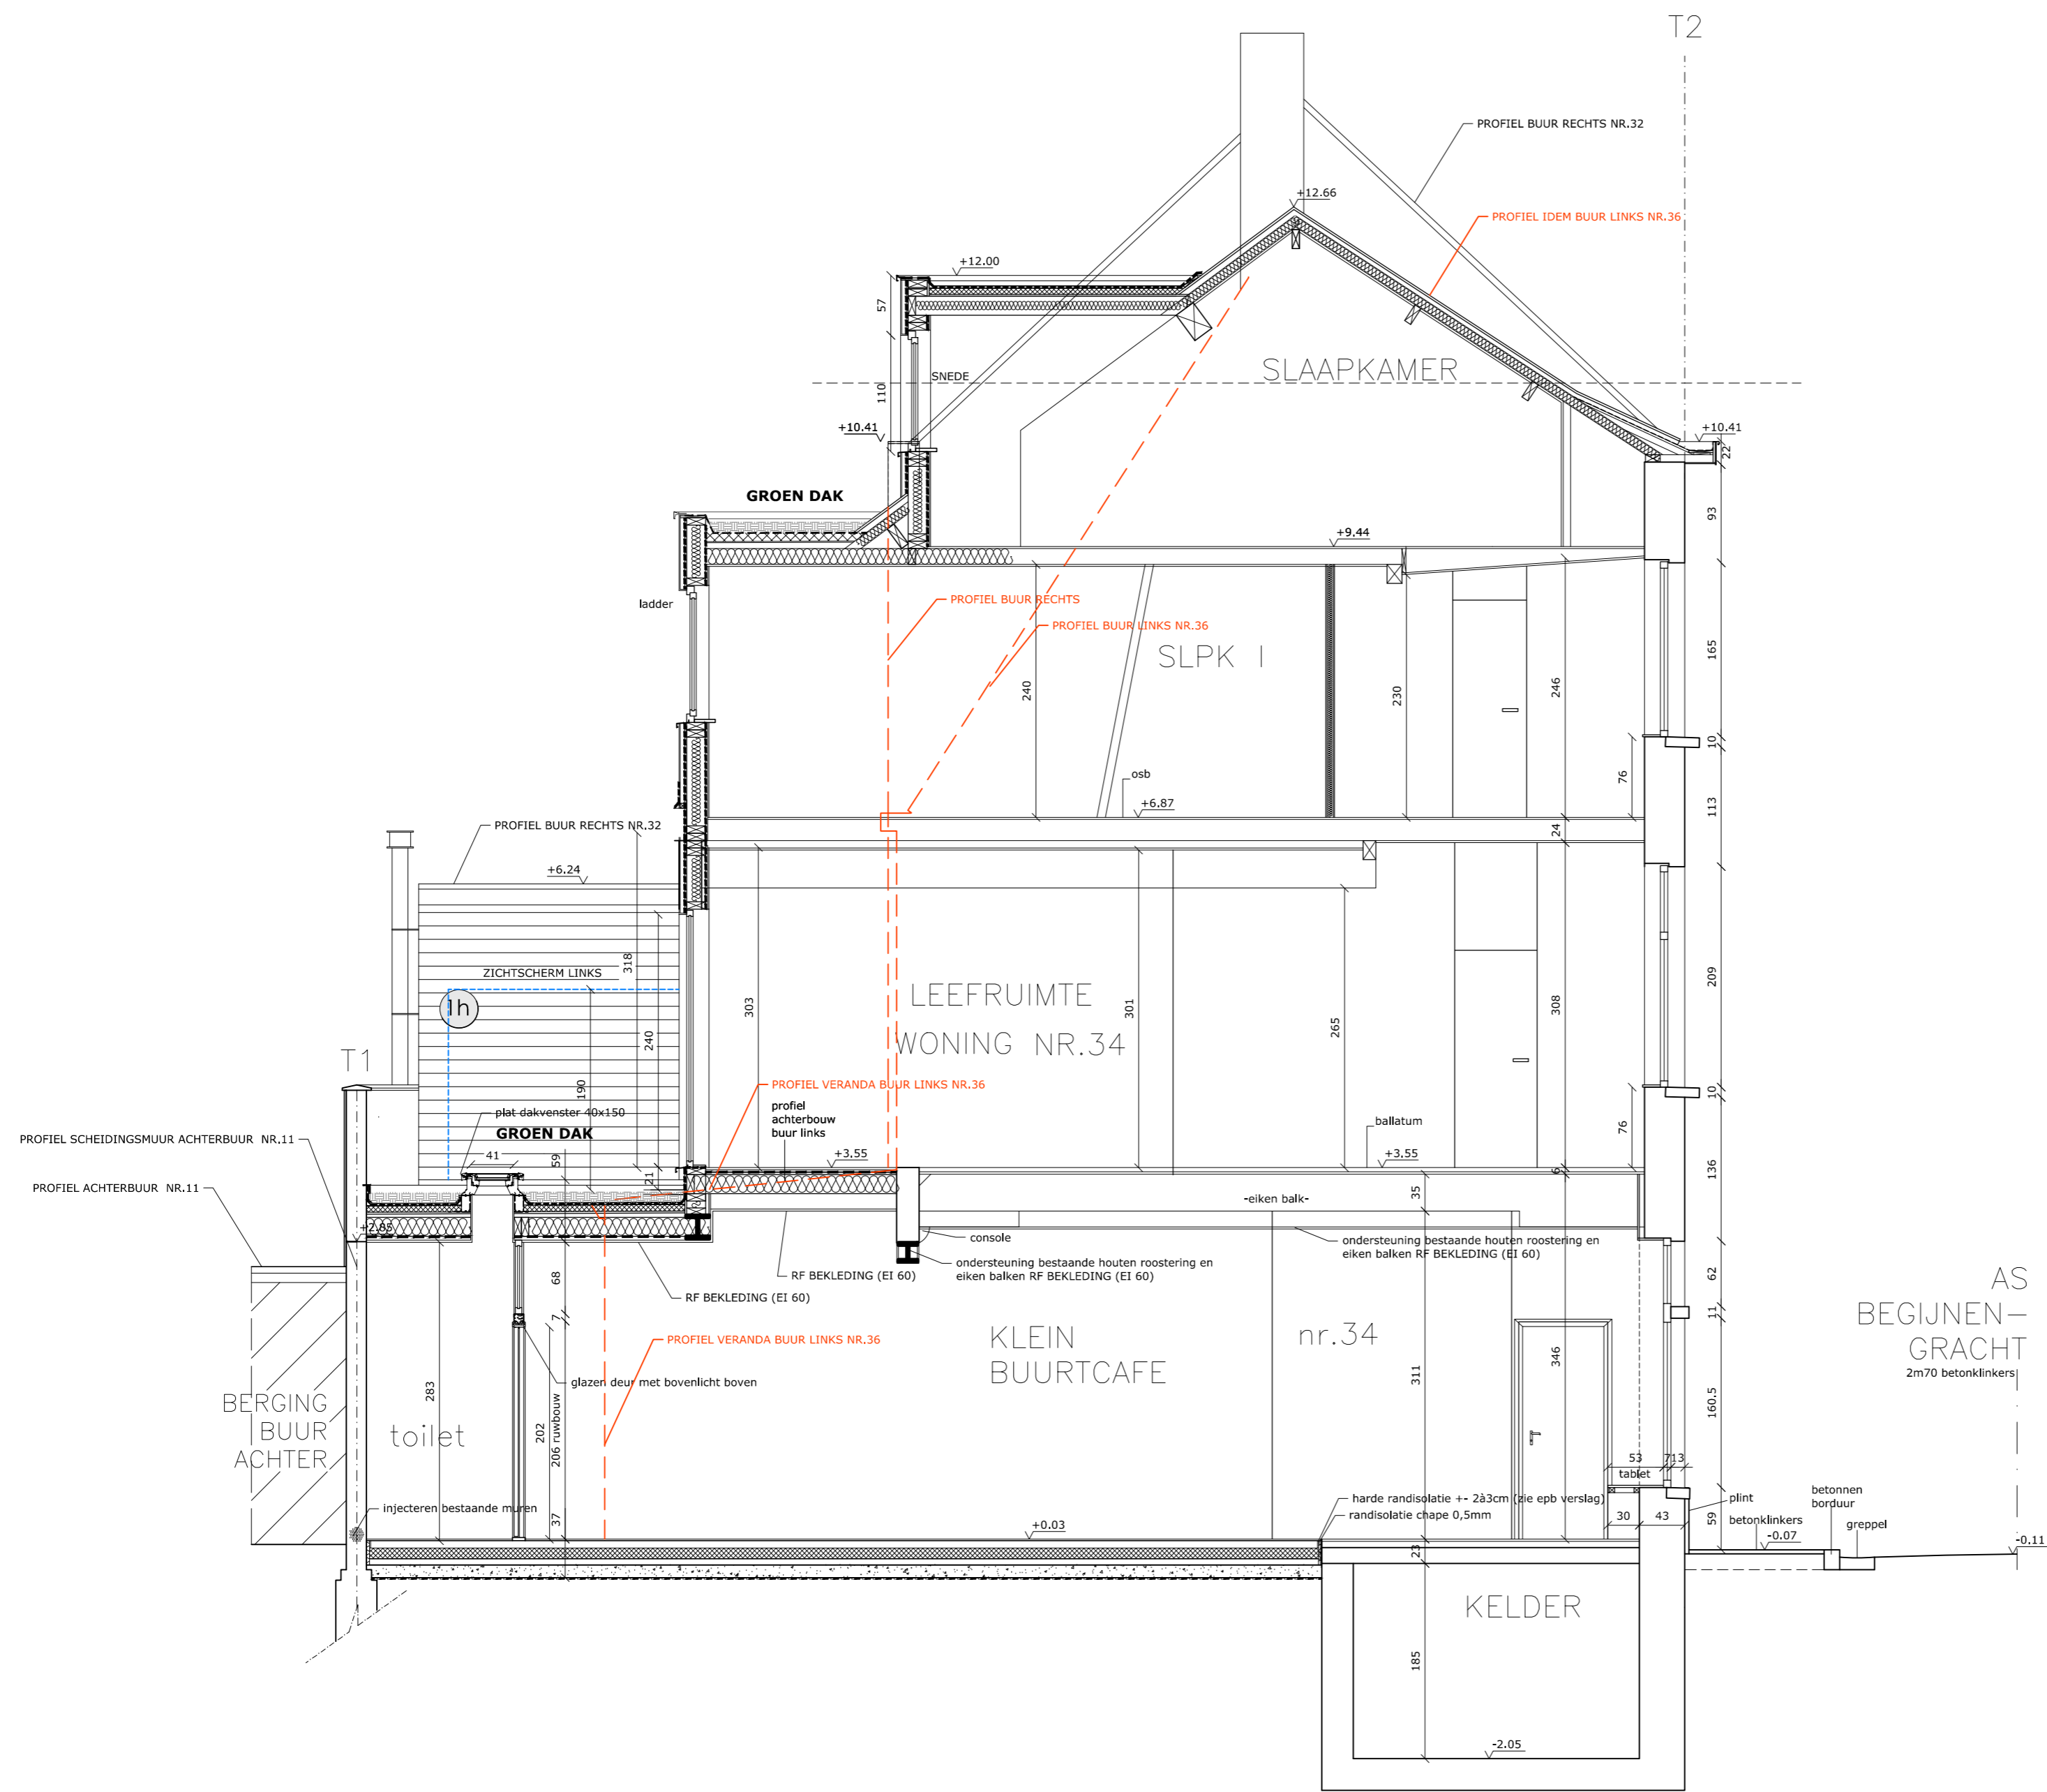 T2
PROFIEL BUUR RECHTS NR.32
+12.66
PROFIEL IDEM BUUR LINKS NR.36
+12.00
57
SLAAPKAMER
SNEDE
110
+10.41
+10.41
22
GROEN DAK
93
+9.44
ladder
PROFIEL BUUR RECHTS
PROFIEL BUUR LINKS NR.36
SLPK I
165
240
230
246
10
osb
76
+6.87
113
24
PROFIEL BUUR RECHTS NR.32
+6.24
318
ZICHTSCHERM LINKS
1h
LEEFRUIMTE
WONING NR.34
303
301
265
308
209
240
190
T1
PROFIEL VERANDA BUUR LINKS NR.36
10
profiel
achterbouw
buur links
plat dakvenster 40x150
GROEN DAK
PROFIEL SCHEIDINGSMUUR ACHTERBUUR NR.11
ballatum
76
136
41
59
21
+3,55
+3,55
6
PROFIEL ACHTERBUUR NR.11
35
-eiken balk-
+2.85
console
ondersteuning bestaande houten roostering en
eiken balken RF BEKLEDING (EI 60)
ondersteuning bestaande houten roostering en
eiken balken RF BEKLEDING (EI 60)
RF BEKLEDING (EI 60)
RF BEKLEDING (EI 60)
68
62
AS
BEGIJNEN-
GRACHT
2m70 betonklinkers
7
11
KLEIN
BUURTCAFE
nr.34
PROFIEL VERANDA BUUR LINKS NR.36
346
311
glazen deur met bovenlicht boven
283
BERGING
BUUR
ACHTER
toilet
202
206 ruwbouw
160.5
53
7
13
tablet
injecteren bestaande muren
37
harde randisolatie +- 2à3cm (zie epb verslag)
randisolatie chape 0,5mm
30
43
59
plint
betonnen
borduur
betonklinkers
greppel
+0.03
-0.07
-0.11
23
KELDER
185
-2.05